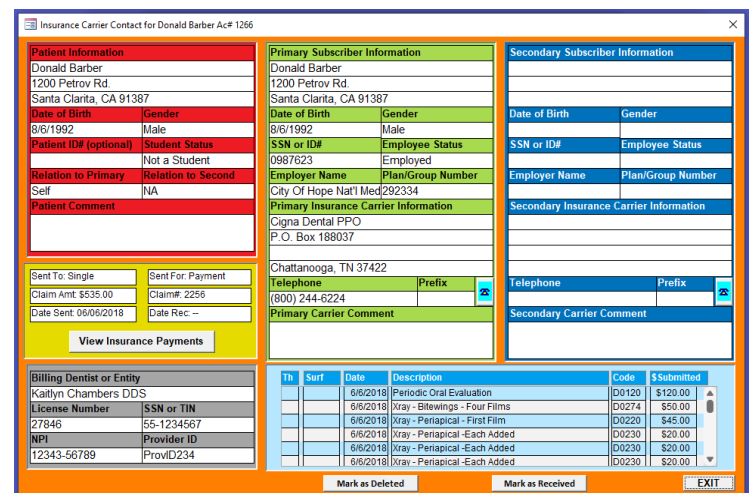 Insurance Carrier Contact for Donald Barber Ac# 1266
Patient Information
Donald Barber
1200 Petrov Rd.
Santa Clarita, CA 91387
Date of Birth Gender
8/6/1992 Male
Patient ID# (optional) Student Status
Not a Student
Relation to Primary Relation to Second
Self NA
Patient Comment
Sent To: Single Sent For: Payment
Claim Amt: $535.00 Claim#: 2256
Date Sent: 06/06/2018 Date Rec: --
View Insurance Payments
Billing Dentist or Entity
Kaitlyn Chambers DDS
License Number SSN or TIN
27846 55-1234567
NPI Provider ID
12343-56789 ProvID234
Primary Subscriber Information
Donald Barber
1200 Petrov Rd.
Santa Clarita, CA 91387
Date of Birth Gender
8/6/1992 Male
SSN or ID# Employee Status
0987623 Employed
Employer Name Plan/Group Number
City Of Hope Nat'l Med 292334
Primary Insurance Carrier Information
Cigna Dental PPO
P.O. Box 188037
Chattanooga, TN 37422
Telephone Prefix
(800) 244-6224
Primary Carrier Comment
Secondary Subscriber Information
Date of Birth Gender
SSN or ID# Employee Status
Employer Name Plan/Group Number
Secondary Insurance Carrier Information
Telephone Prefix
Secondary Carrier Comment
Th Surf Date Description Code $Submitted
6/6/2018 Periodic Oral Evaluation D0120 $120.00
6/6/2018 Xray - Bitewings - Four Films D0274 $50.00
6/6/2018 Xray - Periapical - First Film D0220 $45.00
6/6/2018 Xray - Periapical -Each Added D0230 $20.00
6/6/2018 Xray - Periapical -Each Added D0230 $20.00
6/6/2018 Xray - Periapical -Each Added D0230 $20.00
Mark as Deleted Mark as Received EXIT